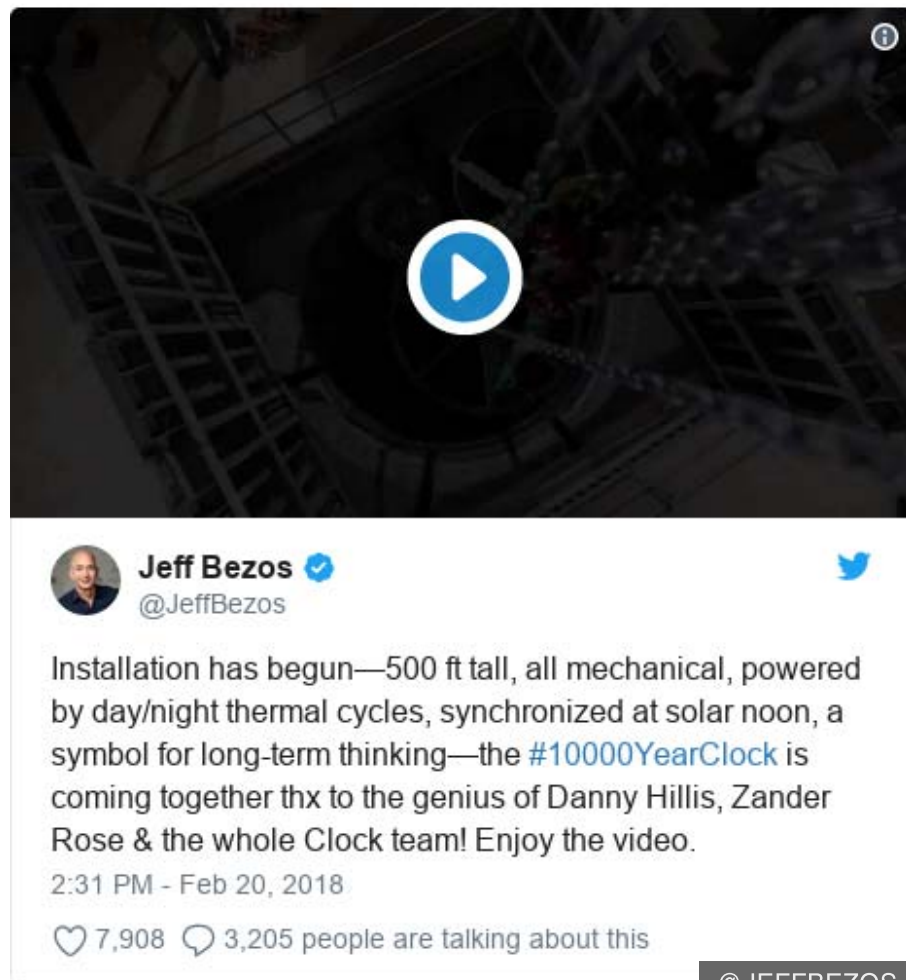 Jeff Bezos
@JeffBezos
Installation has begun—500 ft tall, all mechanical, powered
by day/night thermal cycles, synchronized at solar noon, a
symbol for long-term thinking—the #10000YearClock is
coming together thx to the genius of Danny Hillis, Zander
Rose & the whole Clock team! Enjoy the video.
2:31 PM - Feb 20, 2018
7,908 3,205 people are talking about this
@JEFFBEZOS